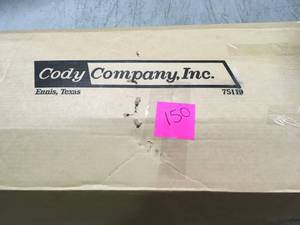 Cody Company, Inc.
Ennis, Texas 75119
150